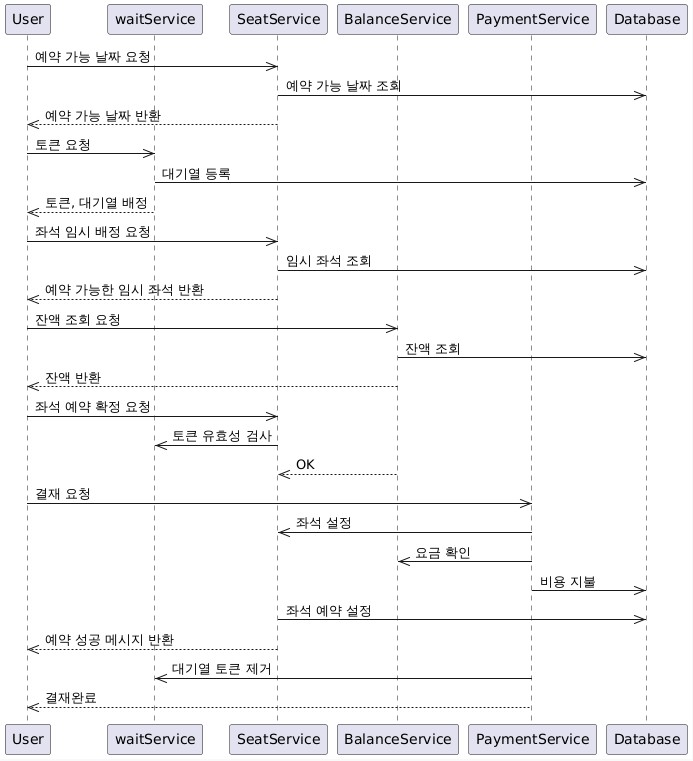 User waitService SeatService BalanceService PaymentService Database
예약 가능 날짜 요청
예약 가능 날짜 조회
예약 가능 날짜 반환
토큰 요청
대기열 등록
토큰, 대기열 배정
좌석 임시 배정 요청
임시 좌석 조회
예약 가능한 임시 좌석 반환
잔액 조회 요청
잔액 조회
잔액 반환
좌석 예약 확정 요청
토큰 유효성 검사
OK
결재 요청
좌석 설정
요금 확인
비용 지불
좌석 예약 설정
예약 성공 메시지 반환
대기열 토큰 제거
결재완료
User waitService SeatService BalanceService PaymentService Database